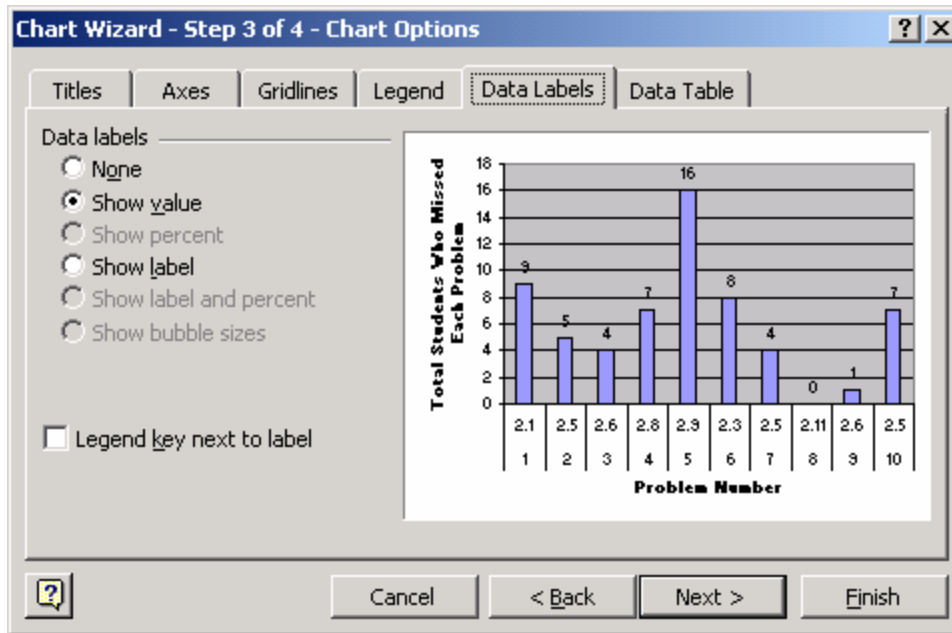 Chart Wizard - Step 3 of 4 - Chart Options
Titles Axes Gridlines Legend Data Labels Data Table
Data labels
None
Show value
Show percent
Show label
Show label and percent
Show bubble sizes
Legend key next to label
Total Students Who Missed
Each Problem
18
16
14
12
10
8
6
4
2
0
9 5 4 7 16 8 4 0 1 7
2.1 2.5 2.6 2.8 2.9 2.3 2.5 2.11 2.6 2.5
1 2 3 4 5 6 7 8 9 10
Problem Number
Cancel < Back Next > Finish